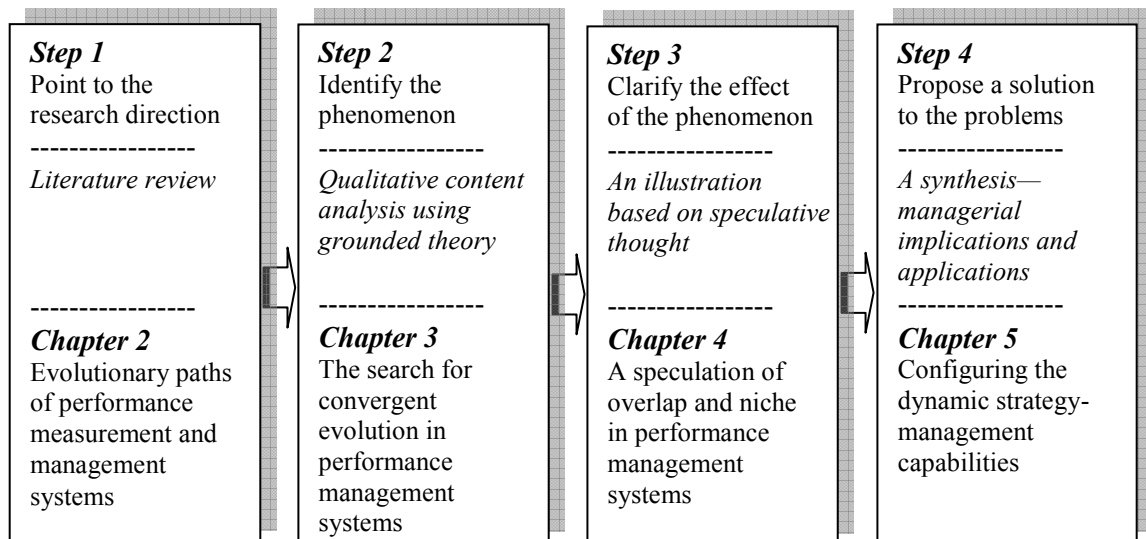 Step 1
Point to the
research direction
-----------------
Literature review
-----------------
Chapter 2
Evolutionary paths
of performance
measurement and
management
systems
Step 2
Identify the
phenomenon
-----------------
Qualitative content
analysis using
grounded theory
-----------------
Chapter 3
The search for
convergent
evolution in
performance
management
systems
Step 3
Clarify the effect
of the phenomenon
-----------------
An illustration
based on speculative
thought
-----------------
Chapter 4
A speculation of
overlap and niche
in performance
management
systems
Step 4
Propose a solution
to the problems
-----------------
A synthesis—
managerial
implications and
applications
-----------------
Chapter 5
Configuring the
dynamic strategy-
management
capabilities